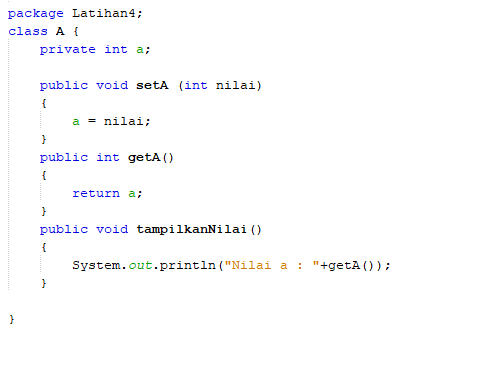 package Latihan4;
class A {
    private int a;

    public void setA (int nilai)
    {
        a = nilai;
    }
    public int getA()
    {
        return a;
    }
    public void tampilkanNilai()
    {
        System.out.println("Nilai a : "+getA());
    }

}